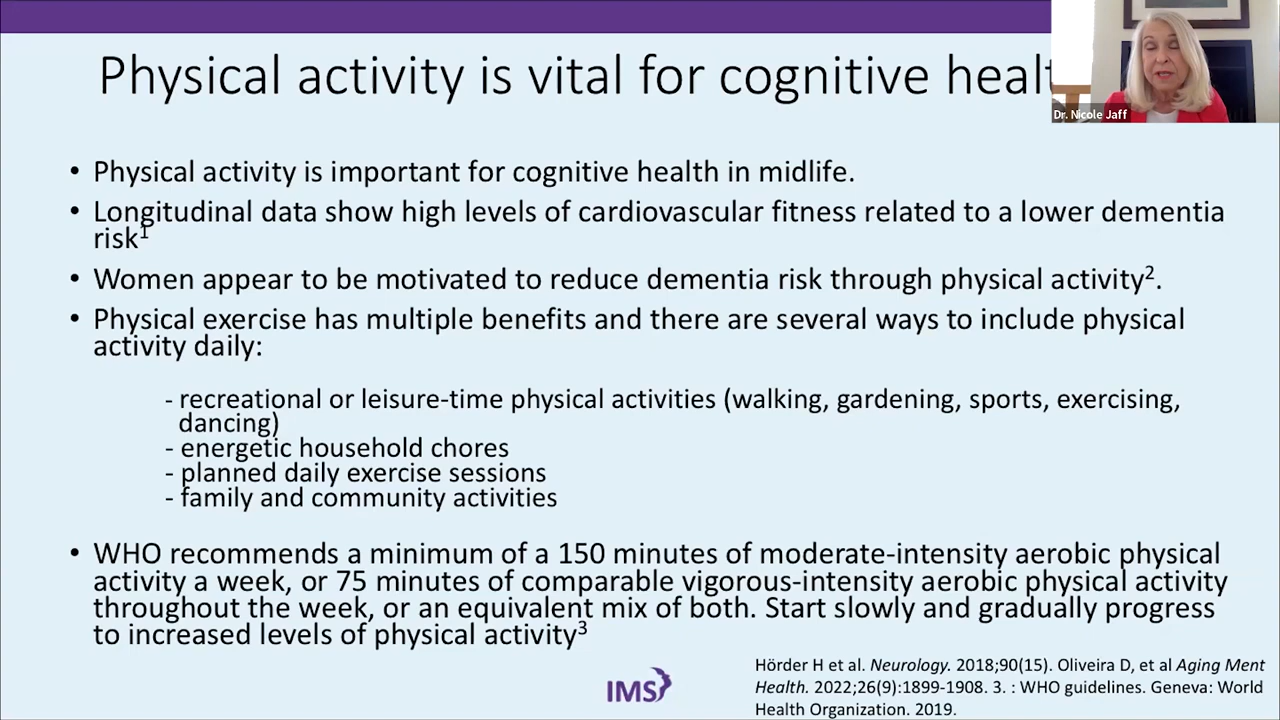 Physical activity is vital for cognitive healt
Dr. Nicole Jaff
• Physical activity is important for cognitive health in midlife.
• Longitudinal data show high levels of cardiovascular fitness related to a lower dementia
risk1
• Women appear to be motivated to reduce dementia risk through physical activity2.
• Physical exercise has multiple benefits and there are several ways to include physical
activity daily:
- recreational or leisure-time physical activities (walking, gardening, sports, exercising,
dancing)
- energetic household chores
- planned daily exercise sessions
- family and community activities
• WHO recommends a minimum of a 150 minutes of moderate-intensity aerobic physical
activity a week, or 75 minutes of comparable vigorous-intensity aerobic physical activity
throughout the week, or an equivalent mix of both. Start slowly and gradually progress
to increased levels of physical activity3
IMS
Hörder H et al. Neurology. 2018;90(15). Oliveira D, et al Aging Ment
Health. 2022;26(9):1899-1908. 3. : WHO guidelines. Geneva: World
Health Organization. 2019.